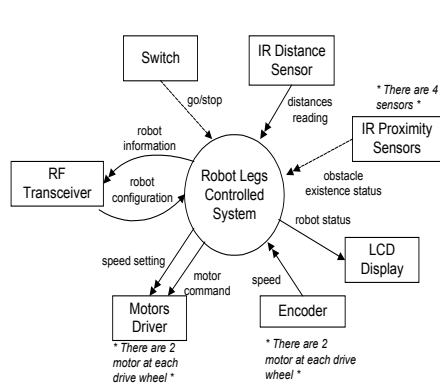 Switch
IR Distance
Sensor
* There are 4
sensors *
go/stop
distances
reading
IR Proximity
Sensors
robot
information
RF
Transceiver
robot
configuration
Robot Legs
Controlled
System
obstacle
existence status
robot status
LCD
Display
speed setting
motor
command
speed
Motors
Driver
Encoder
* There are 2
motor at each
drive wheel *
* There are 2
motor at each drive
wheel *